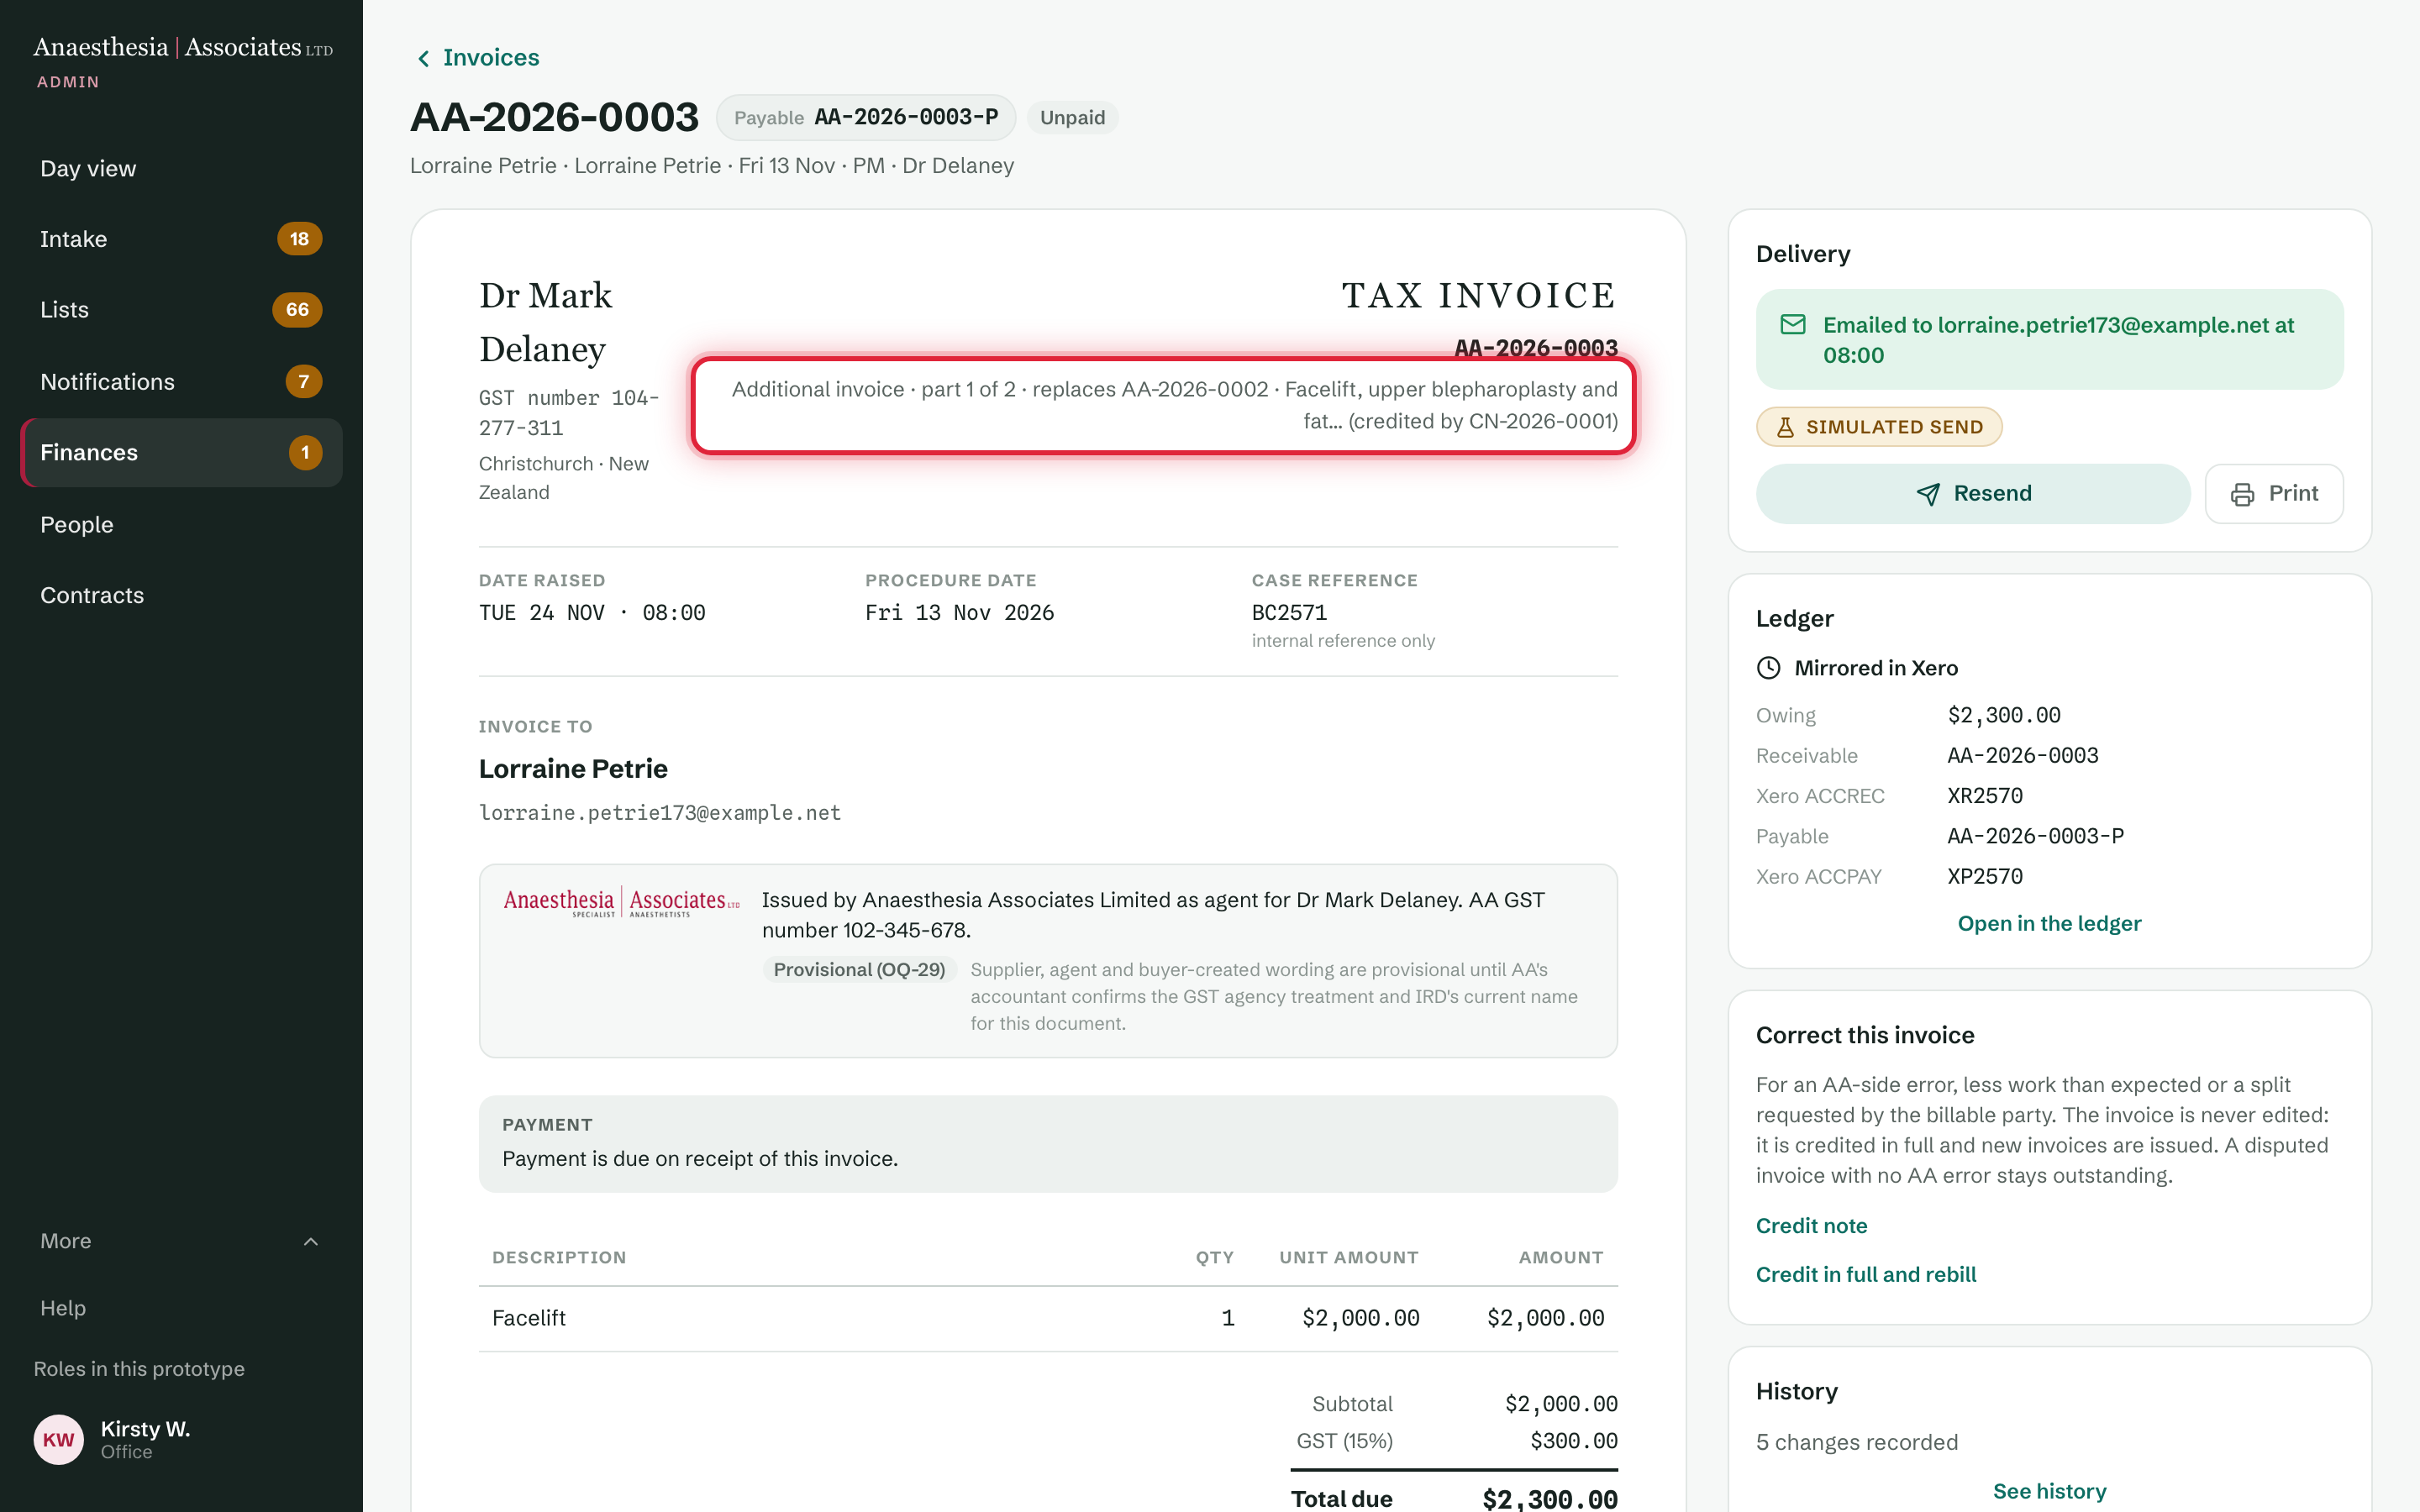 Anaesthesia | Associates LTD
ADMIN
Day view
Intake 18
Lists 66
Notifications 7
Finances 1
People
Contracts
More
Help
Roles in this prototype
KW Kirsty W.
Office
Invoices
AA-2026-0003 Payable AA-2026-0003-P Unpaid
Lorraine Petrie · Lorraine Petrie · Fri 13 Nov · PM · Dr Delaney
Dr Mark
Delaney
GST number 104-
277-311
Christchurch · New
Zealand
TAX INVOICE
AA-2026-0003
Additional invoice · part 1 of 2 · replaces AA-2026-0002 · Facelift, upper blepharoplasty and
fat... (credited by CN-2026-0001)
DATE RAISED
TUE 24 NOV · 08:00
PROCEDURE DATE
Fri 13 Nov 2026
CASE REFERENCE
BC2571
internal reference only
INVOICE TO
Lorraine Petrie
lorraine.petrie173@example.net
Anaesthesia | Associates LTD
SPECIALIST ANAESTHETISTS
Issued by Anaesthesia Associates Limited as agent for Dr Mark Delaney. AA GST
number 102-345-678.
Provisional (OQ-29) Supplier, agent and buyer-created wording are provisional until AA's
accountant confirms the GST agency treatment and IRD's current name
for this document.
PAYMENT
Payment is due on receipt of this invoice.
DESCRIPTION QTY UNIT AMOUNT AMOUNT
Facelift 1 $2,000.00 $2,000.00
Subtotal $2,000.00
GST (15%) $300.00
Total due $2,300.00
Delivery
Emailed to lorraine.petrie173@example.net at
08:00
SIMULATED SEND
Resend Print
Ledger
Mirrored in Xero
Owing $2,300.00
Receivable AA-2026-0003
Xero ACCREC XR2570
Payable AA-2026-0003-P
Xero ACCPAY XP2570
Open in the ledger
Correct this invoice
For an AA-side error, less work than expected or a split
requested by the billable party. The invoice is never edited:
it is credited in full and new invoices are issued. A disputed
invoice with no AA error stays outstanding.
Credit note
Credit in full and rebill
History
5 changes recorded
See history